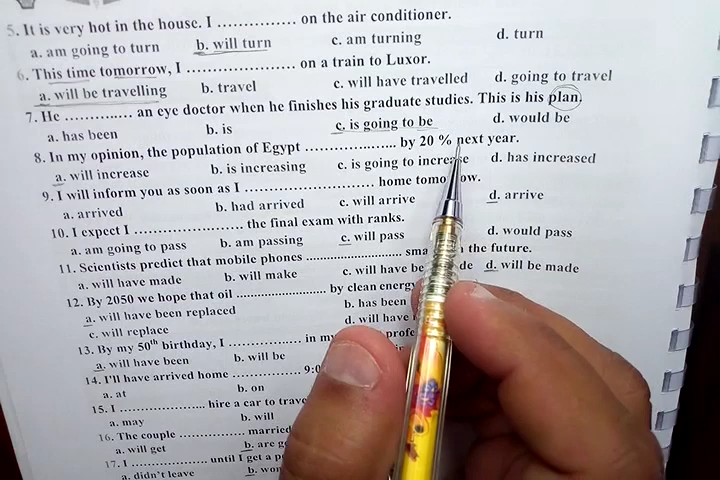 5. It is very hot in the house. I ............... on the air conditioner.
a. am going to turn b. will turn c. am turning d. turn
6. This time tomorrow, I ..................... on a train to Luxor.
a. will be travelling b. travel c. will have travelled d. going to travel
7. He ............. an eye doctor when he finishes his graduate studies. This is his plan.
a. has been b. is c. is going to be d. would be
8. In my opinion, the population of Egypt .................. by 20 % next year.
a. will increase b. is increasing c. is going to increase d. has increased
9. I will inform you as soon as I ......................... home tomorrow.
a. arrived b. had arrived c. will arrive d. arrive
10. I expect I ...................... the final exam with ranks.
a. am going to pass b. am passing c. will pass d. would pass
11. Scientists predict that mobile phones ...................... the future.
a. will have made b. will make c. will have be d. will be made
12. By 2050 we hope that oil ...................... by clean energy
a. will have been replaced b. has been
c. will replace d. will have
13. By my 50th birthday, I ................. in
a. will have been b. will be
14. I'll have arrived home ................... 9:0
a. at b. on
15. I ..................... hire a car to
a. may b. will
16. The couple ................ married
a. will get b. are
17. I .................. until I get a
a. didn't leave b.